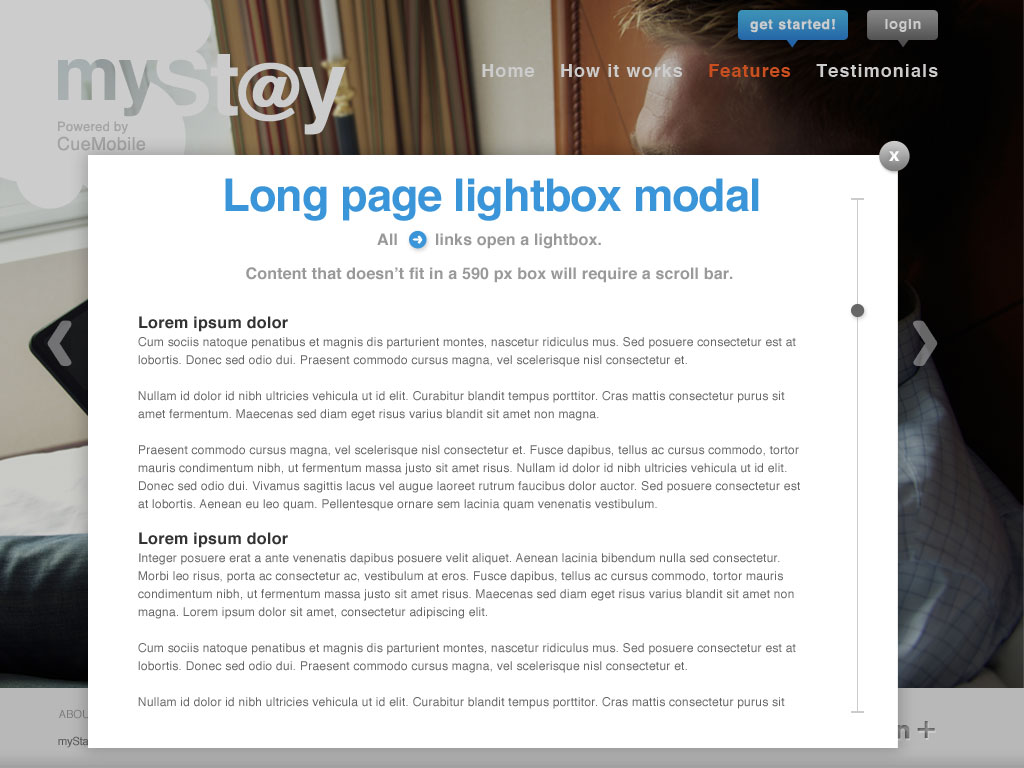 get started!
login
mySt@y
Home
How it works
Features
Testimonials
Powered by
CueMobile
x
Long page lightbox modal
All links open a lightbox.
Content that doesn’t fit in a 590 px box will require a scroll bar.
Lorem ipsum dolor
Cum sociis natoque penatibus et magnis dis parturient montes, nascetur ridiculus mus. Sed posuere consectetur est at
lobortis. Donec sed odio dui. Praesent commodo cursus magna, vel scelerisque nisl consectetur et.
Nullam id dolor id nibh ultricies vehicula ut id elit. Curabitur blandit tempus porttitor. Cras mattis consectetur purus sit
amet fermentum. Maecenas sed diam eget risus varius blandit sit amet non magna.
Praesent commodo cursus magna, vel scelerisque nisl consectetur et. Fusce dapibus, tellus ac cursus commodo, tortor
mauris condimentum nibh, ut fermentum massa justo sit amet risus. Nullam id dolor id nibh ultricies vehicula ut id elit.
Donec sed odio dui. Vivamus sagittis lacus vel augue laoreet rutrum faucibus dolor auctor. Sed posuere consectetur est
at lobortis. Aenean eu leo quam. Pellentesque ornare sem lacinia quam venenatis vestibulum.
Lorem ipsum dolor
Integer posuere erat a ante venenatis dapibus posuere velit aliquet. Aenean lacinia bibendum nulla sed consectetur.
Morbi leo risus, porta ac consectetur ac, vestibulum at eros. Fusce dapibus, tellus ac cursus commodo, tortor mauris
condimentum nibh, ut fermentum massa justo sit amet risus. Maecenas sed diam eget risus varius blandit sit amet non
magna. Lorem ipsum dolor sit amet, consectetur adipiscing elit.
Cum sociis natoque penatibus et magnis dis parturient montes, nascetur ridiculus mus. Sed posuere consectetur est at
lobortis. Donec sed odio dui. Praesent commodo cursus magna, vel scelerisque nisl consectetur et.
Nullam id dolor id nibh ultricies vehicula ut id elit. Curabitur blandit tempus porttitor. Cras mattis consectetur purus sit